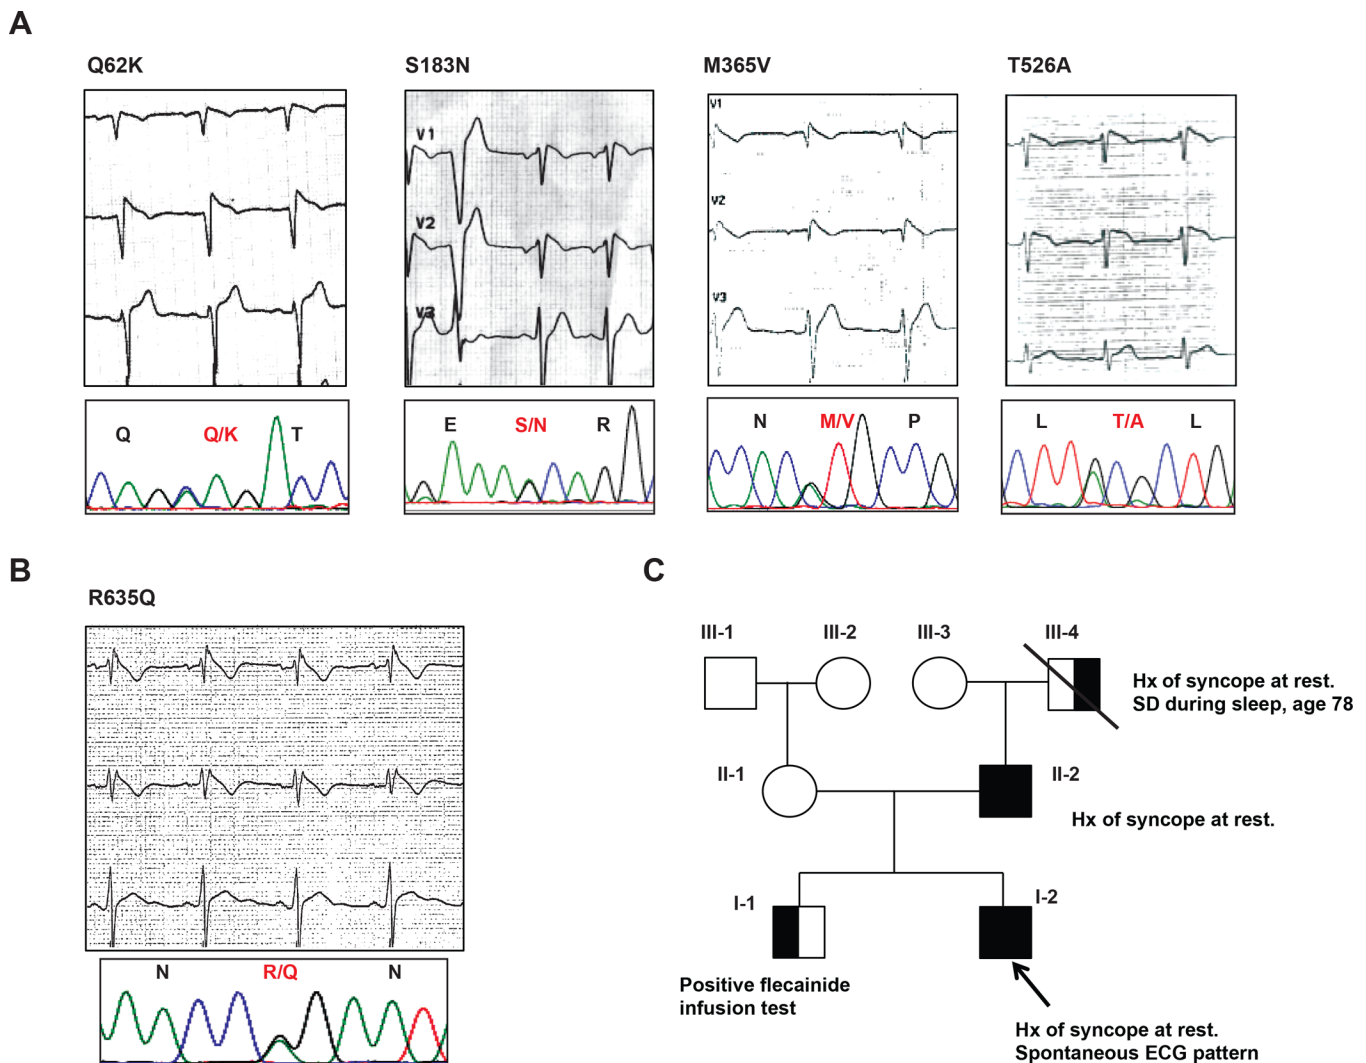 A
Q62K
S183N
M365V
T526A
V1
V2
V3
V1
V2
V3
Q Q/K T
E S/N R
N M/V P
L T/A L
B
R635Q
N R/Q N
C
III-1
III-2
III-3
III-4
Hx of syncope at rest.
SD during sleep, age 78
II-1
II-2
Hx of syncope at rest.
I-1
I-2
Positive flecainide
infusion test
Hx of syncope at rest.
Spontaneous ECG pattern